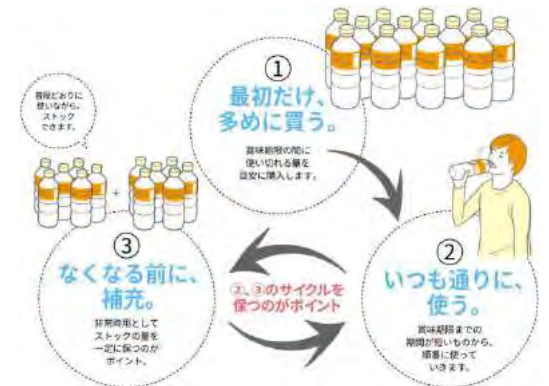 ①
最初だけ、
多めに買う。
賞味期限の間に
使い切れる量を
目安に購入します。
②
いつも通りに、
使う。
賞味期限までの
期間が短いものから、
順番に使って
いきます。
③
なくなる前に、
補充。
非常時用として
ストックの量を
一定に保つのが
ポイント。
普段どおりに
使いながら、
ストック
できます。
+
②、③のサイクルを
保つのがポイント